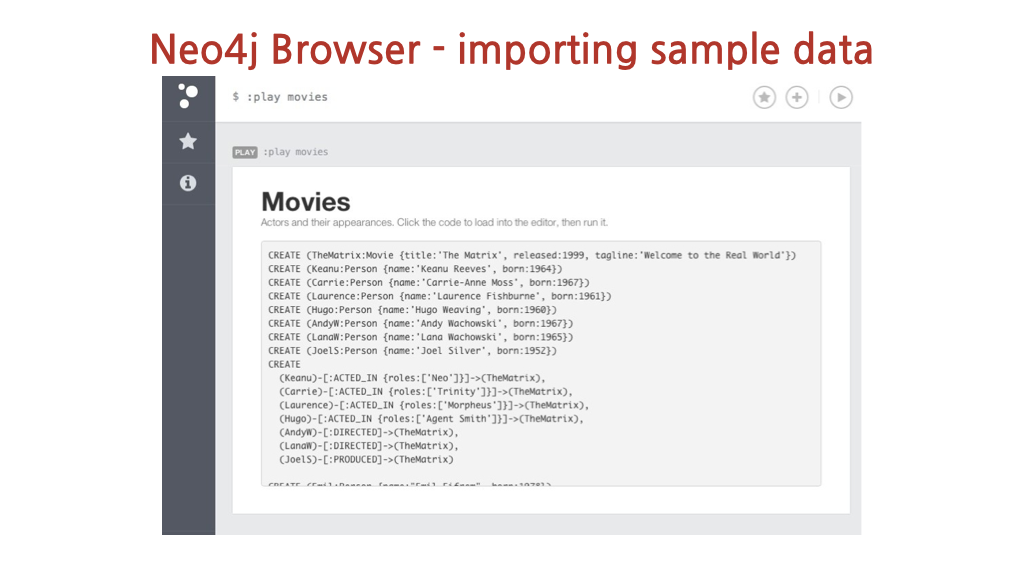 Neo4j Browser - importing sample data
$ :play movies
PLAY :play movies
Movies
Actors and their appearances. Click the code to load into the editor, then run it.
CREATE (TheMatrix:Movie {title:'The Matrix', released:1999, tagline:'Welcome to the Real World'})
CREATE (Keanu:Person {name:'Keanu Reeves', born:1964})
CREATE (Carrie:Person {name:'Carrie-Anne Moss', born:1967})
CREATE (Laurence:Person {name:'Laurence Fishburne', born:1961})
CREATE (Hugo:Person {name:'Hugo Weaving', born:1960})
CREATE (AndyW:Person {name:'Andy Wachowski', born:1967})
CREATE (LanaW:Person {name:'Lana Wachowski', born:1965})
CREATE (JoelS:Person {name:'Joel Silver', born:1952})
CREATE
(Keanu)-[:ACTED_IN {roles:['Neo']}]->(TheMatrix),
(Carrie)-[:ACTED_IN {roles:['Trinity']}]->(TheMatrix),
(Laurence)-[:ACTED_IN {roles:['Morpheus']}]->(TheMatrix),
(Hugo)-[:ACTED_IN {roles:['Agent Smith']}]->(TheMatrix),
(AndyW)-[:DIRECTED]->(TheMatrix),
(LanaW)-[:DIRECTED]->(TheMatrix),
(JoelS)-[:PRODUCED]->(TheMatrix)